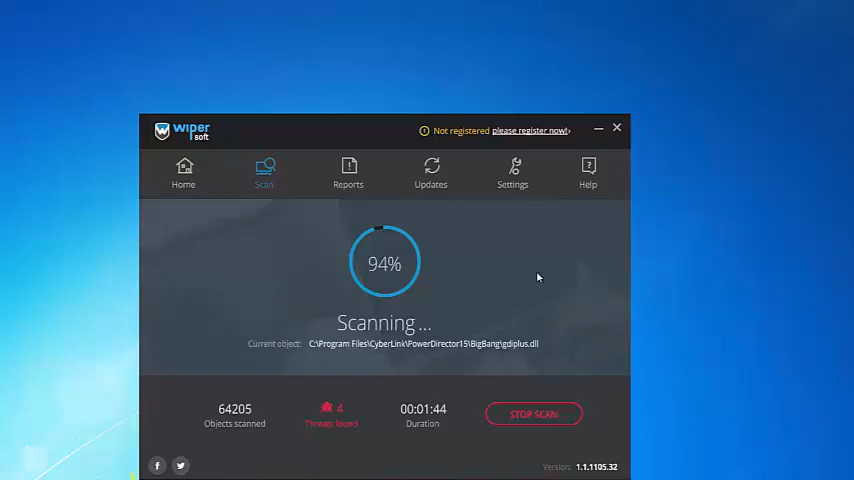 wiper
soft
Not registered please register now!›
Home
Scan
Reports
Updates
Settings
Help
94%
Scanning...
Current object: C:\Program Files\CyberLink\PowerDirector15\BigBang\gdiplus.dll
64205
4
00:01:44
STOP SCAN
Objects scanned
Threats found
Duration
Version: 1.1.1105.32